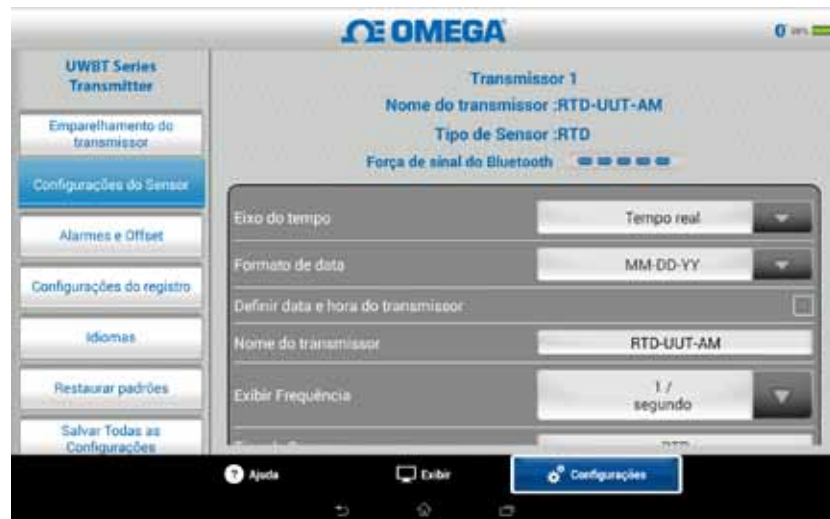 OMEGA
UWBT Series
Transmitter
Emparelhamento do
transmissor
Configurações do Sensor
Alarmes e Offset
Configurações do registro
Idiomas
Restaurar padrões
Salvar Todas as
Configurações
Transmissor 1
Nome do transmissor :RTD-UUT-AM
Tipo de Sensor :RTD
Força de sinal do Bluetooth
Eixo do tempo Tempo real
Formato de data MM-DD-YY
Definir data e hora do transmissor
Nome do transmissor RTD-UUT-AM
Exibir Frequência 1 /
segundo
RTD
? Ajuda Exibir Configurações